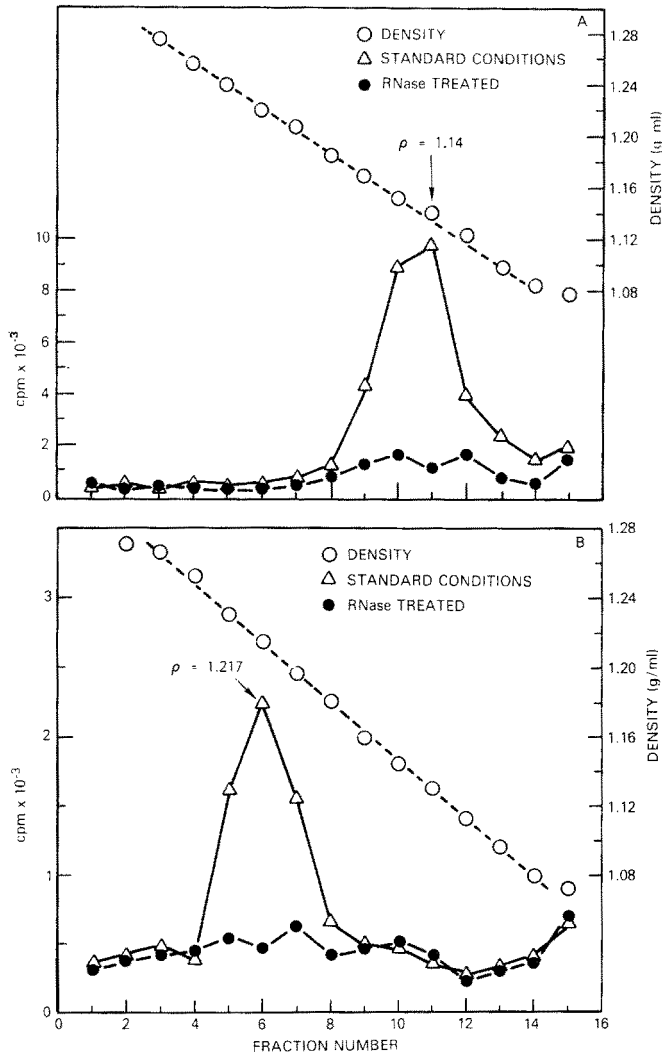 A
DENSITY
STANDARD CONDITIONS
RNase TREATED
ρ = 1.14
cpm x 10⁻³
10
8
6
4
2
0
1.28
1.24
1.20
1.16
1.12
1.08
DENSITY (g ml)
B
DENSITY
STANDARD CONDITIONS
RNase TREATED
ρ = 1.217
cpm x 10⁻³
3
2
1
0
1.28
1.24
1.20
1.16
1.12
1.08
DENSITY (g/ml)
0 2 4 6 8 10 12 14 16
FRACTION NUMBER